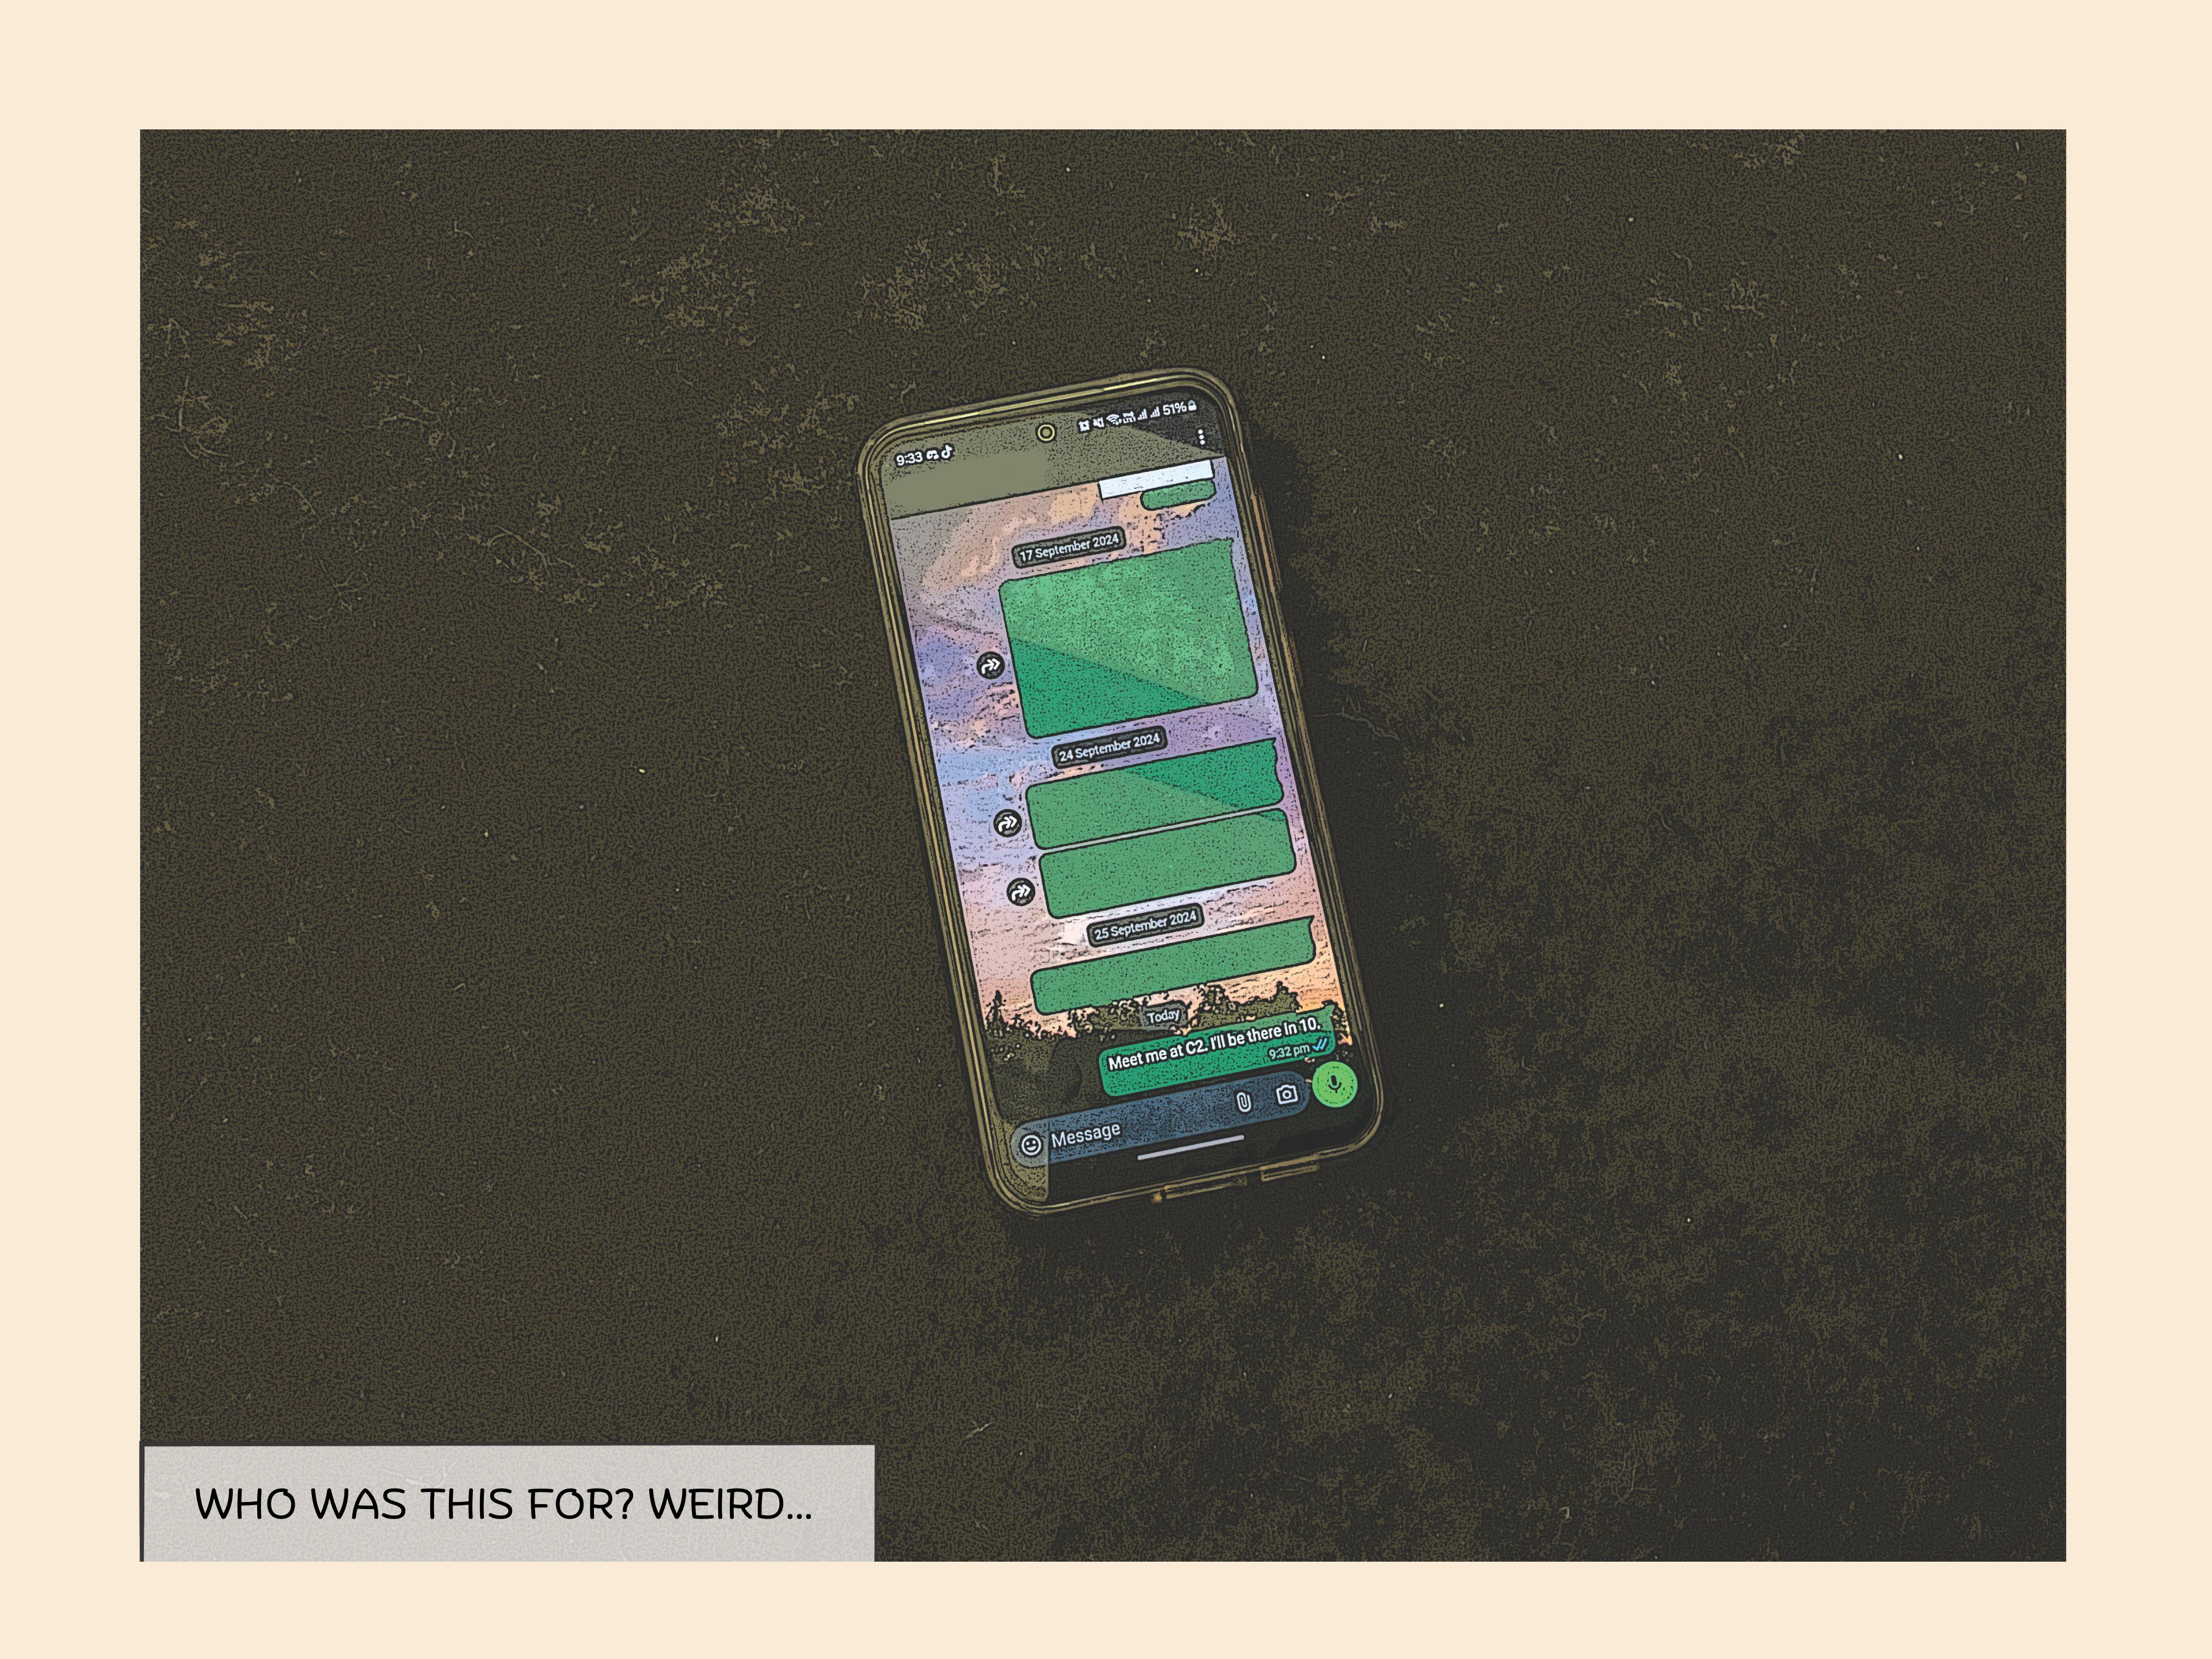 9:33
51%
17 September 2024
24 September 2024
25 September 2024
Today
Meet me at C2. I'll be there in 10.
9:32 pm
Message
WHO WAS THIS FOR? WEIRD...